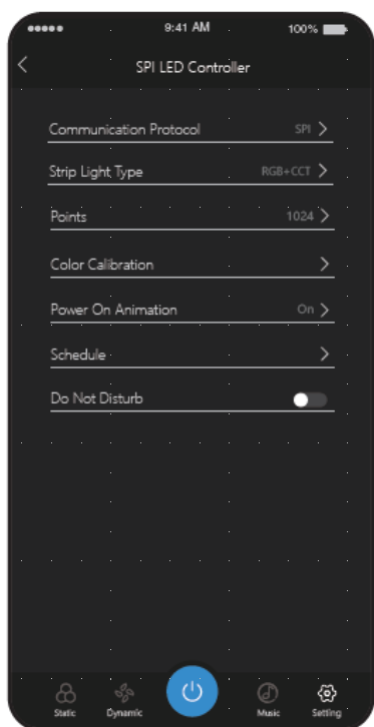 9:41 AM 100%
SPI LED Controller
Communication Protocol SPI
Strip Light Type RGB+CCT
Points 1024
Color Calibration
Power On Animation On
Schedule
Do Not Disturb
Static Dynamic Music Setting